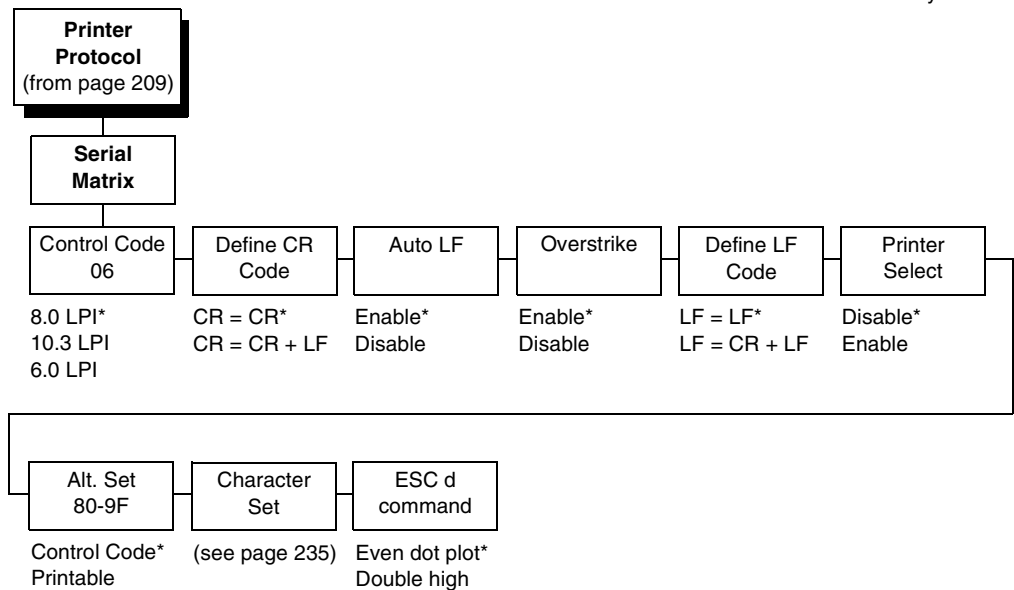 Printer
Protocol
(from page 209)
Serial
Matrix
Control Code
06
Define CR
Code
Auto LF
Overstrike
Define LF
Code
Printer
Select
8.0 LPI*
10.3 LPI
6.0 LPI
CR = CR*
CR = CR + LF
Enable*
Disable
Enable*
Disable
LF = LF*
LF = CR + LF
Disable*
Enable
Alt. Set
80-9F
Character
Set
ESC d
command
Control Code*
Printable
(see page 235)
Even dot plot*
Double high